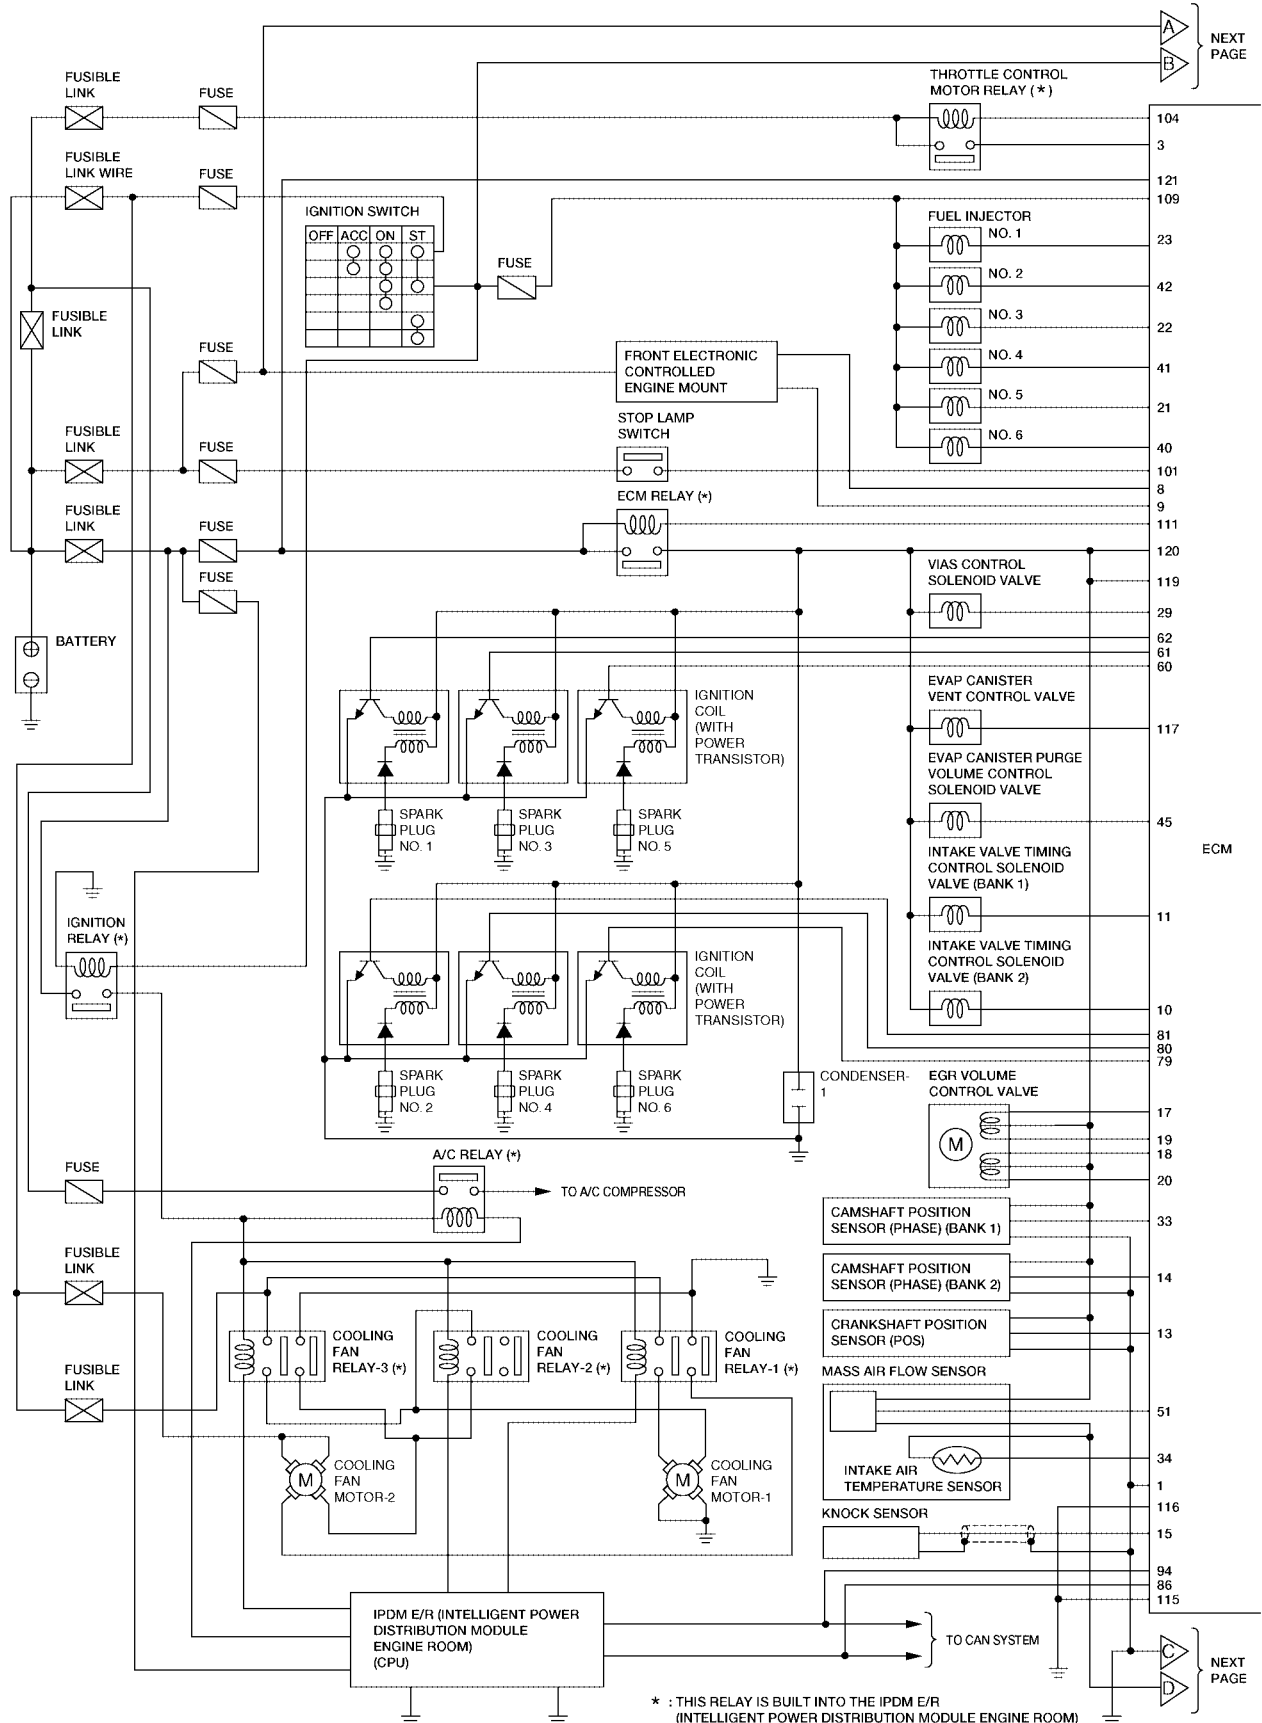 A
B
NEXT
PAGE
THROTTLE CONTROL
MOTOR RELAY (*)
FUSIBLE
LINK
FUSE
104
3
FUSIBLE
LINK WIRE
FUSE
121
109
IGNITION SWITCH
OFF ACC ON ST
FUSE
FUEL INJECTOR
NO. 1
23
NO. 2
42
NO. 3
22
NO. 4
41
NO. 5
21
NO. 6
40
FUSIBLE
LINK
FUSE
FRONT ELECTRONIC
CONTROLLED
ENGINE MOUNT
STOP LAMP
SWITCH
FUSIBLE
LINK
FUSE
101
8
9
ECM RELAY (*)
111
FUSIBLE
LINK
FUSE
120
FUSE
119
VIAS CONTROL
SOLENOID VALVE
29
62
61
60
BATTERY
EVAP CANISTER
VENT CONTROL VALVE
117
IGNITION
COIL
(WITH
POWER
TRANSISTOR)
EVAP CANISTER PURGE
VOLUME CONTROL
SOLENOID VALVE
45
SPARK
PLUG
NO. 1
SPARK
PLUG
NO. 3
SPARK
PLUG
NO. 5
ECM
INTAKE VALVE TIMING
CONTROL SOLENOID
VALVE (BANK 1)
11
IGNITION
RELAY (*)
INTAKE VALVE TIMING
CONTROL SOLENOID
VALVE (BANK 2)
10
IGNITION
COIL
(WITH
POWER
TRANSISTOR)
81
80
79
SPARK
PLUG
NO. 2
SPARK
PLUG
NO. 4
SPARK
PLUG
NO. 6
CONDENSER-
1
EGR VOLUME
CONTROL VALVE
M
17
19
18
20
A/C RELAY (*)
TO A/C COMPRESSOR
FUSE
CAMSHAFT POSITION
SENSOR (PHASE) (BANK 1)
33
FUSIBLE
LINK
CAMSHAFT POSITION
SENSOR (PHASE) (BANK 2)
14
CRANKSHAFT POSITION
SENSOR (POS)
13
COOLING
FAN
RELAY-3 (*)
COOLING
FAN
RELAY-2 (*)
COOLING
FAN
RELAY-1 (*)
FUSIBLE
LINK
MASS AIR FLOW SENSOR
51
34
INTAKE AIR
TEMPERATURE SENSOR
1
M
COOLING
FAN
MOTOR-2
M
COOLING
FAN
MOTOR-1
116
KNOCK SENSOR
15
94
86
115
IPDM E/R (INTELLIGENT POWER
DISTRIBUTION MODULE
ENGINE ROOM)
(CPU)
TO CAN SYSTEM
C
D
NEXT
PAGE
* : THIS RELAY IS BUILT INTO THE IPDM E/R
(INTELLIGENT POWER DISTRIBUTION MODULE ENGINE ROOM)